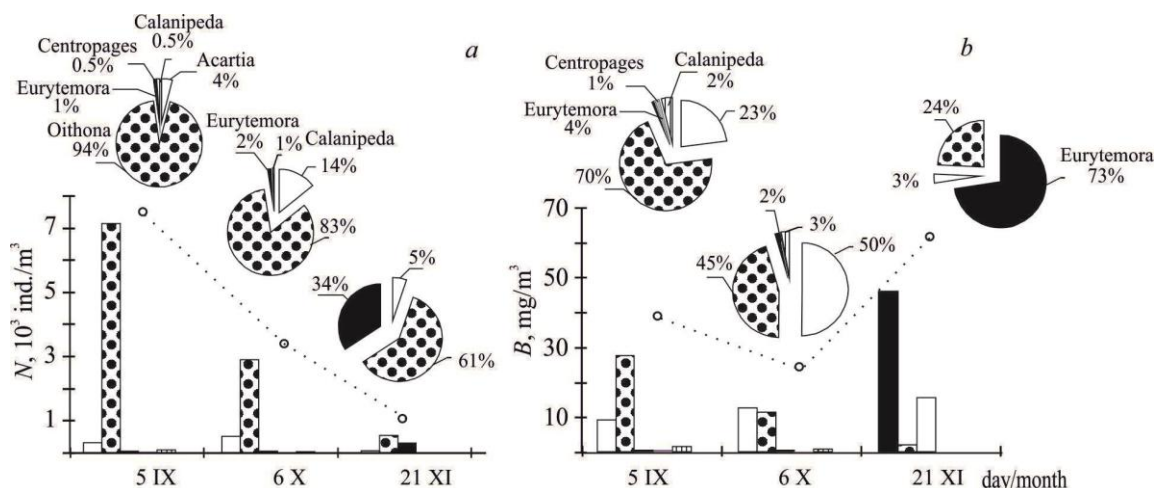 a
Calanipeda
0.5%
Centropages
0.5%
Acartia
4%
Eurytemora
1%
Oithona
94%
Eurytemora
2%
1%
Calanipeda
14%
83%
34%
5%
61%
N, 10³ ind./m³
7
5
3
1
5 IX
6 X
21 XI
b
Centropages
1%
Calanipeda
2%
Eurytemora
4%
23%
70%
2%
3%
50%
45%
24%
3%
Eurytemora
73%
B, mg/m³
70
50
30
10
5 IX
6 X
21 XI
day/month